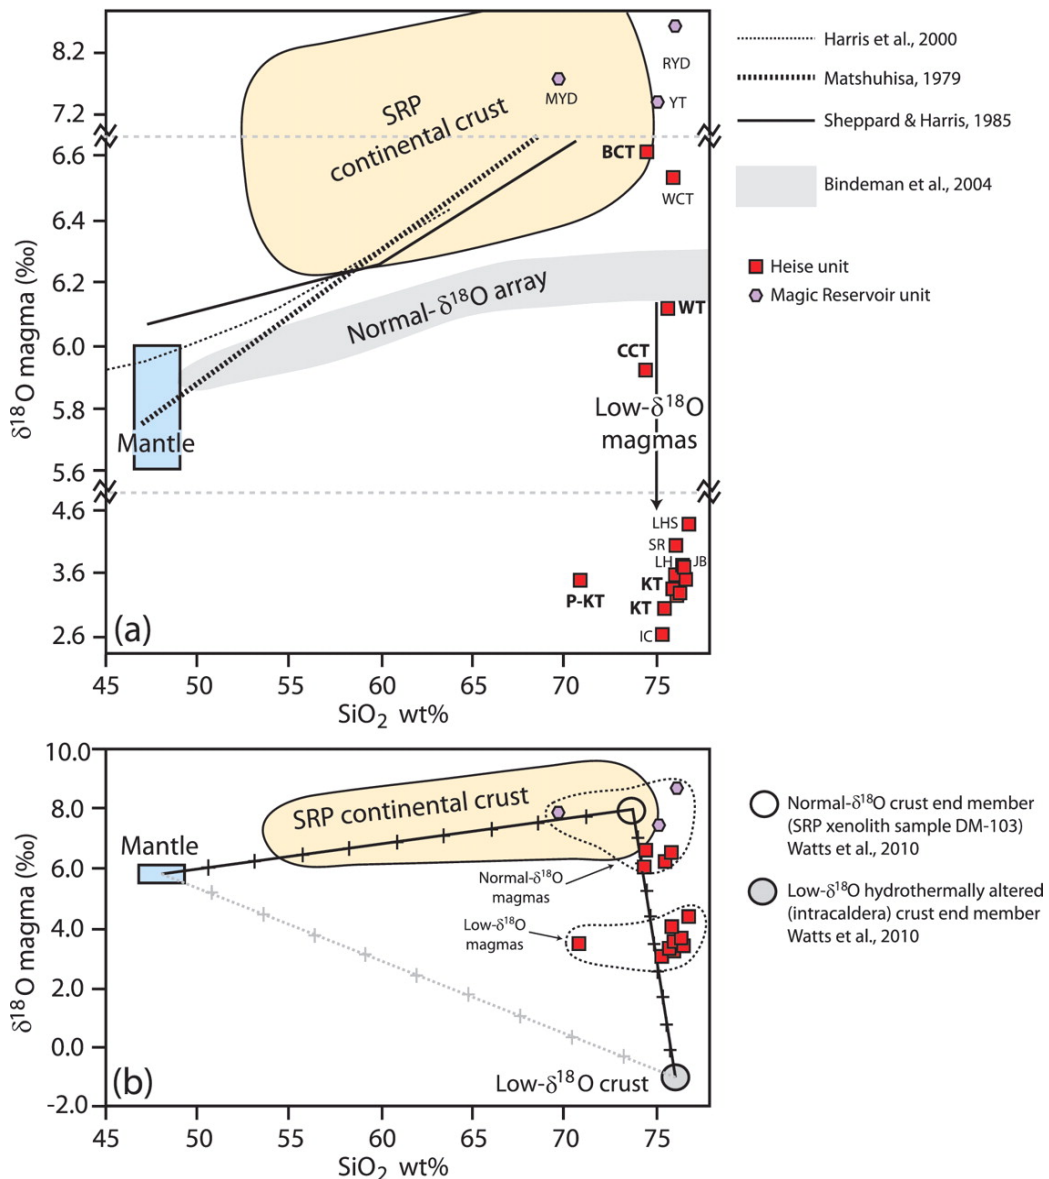 8.2
7.2
6.6
6.4
6.2
6.0
5.8
5.6
4.6
3.6
2.6
δ18O magma (‰)
SRP
continental crust
MYD
RYD
YT
BCT
WCT
Normal-δ18O array
WT
CCT
Low-δ18O
magmas
Mantle
LHS
SR
LH
JB
KT
P-KT
KT
IC
(a)
45
50
55
60
65
70
75
SiO2 wt%
Harris et al., 2000
Matshuhisa, 1979
Sheppard & Harris, 1985
Bindeman et al., 2004
Heise unit
Magic Reservoir unit
10.0
8.0
6.0
4.0
2.0
0.0
-2.0
δ18O magma (‰)
SRP continental crust
Mantle
Normal-δ18O
magmas
Low-δ18O
magmas
Low-δ18O crust
(b)
45
50
55
60
65
70
75
SiO2 wt%
Normal-δ18O crust end member
(SRP xenolith sample DM-103)
Watts et al., 2010
Low-δ18O hydrothermally altered
(intracaldera) crust end member
Watts et al., 2010